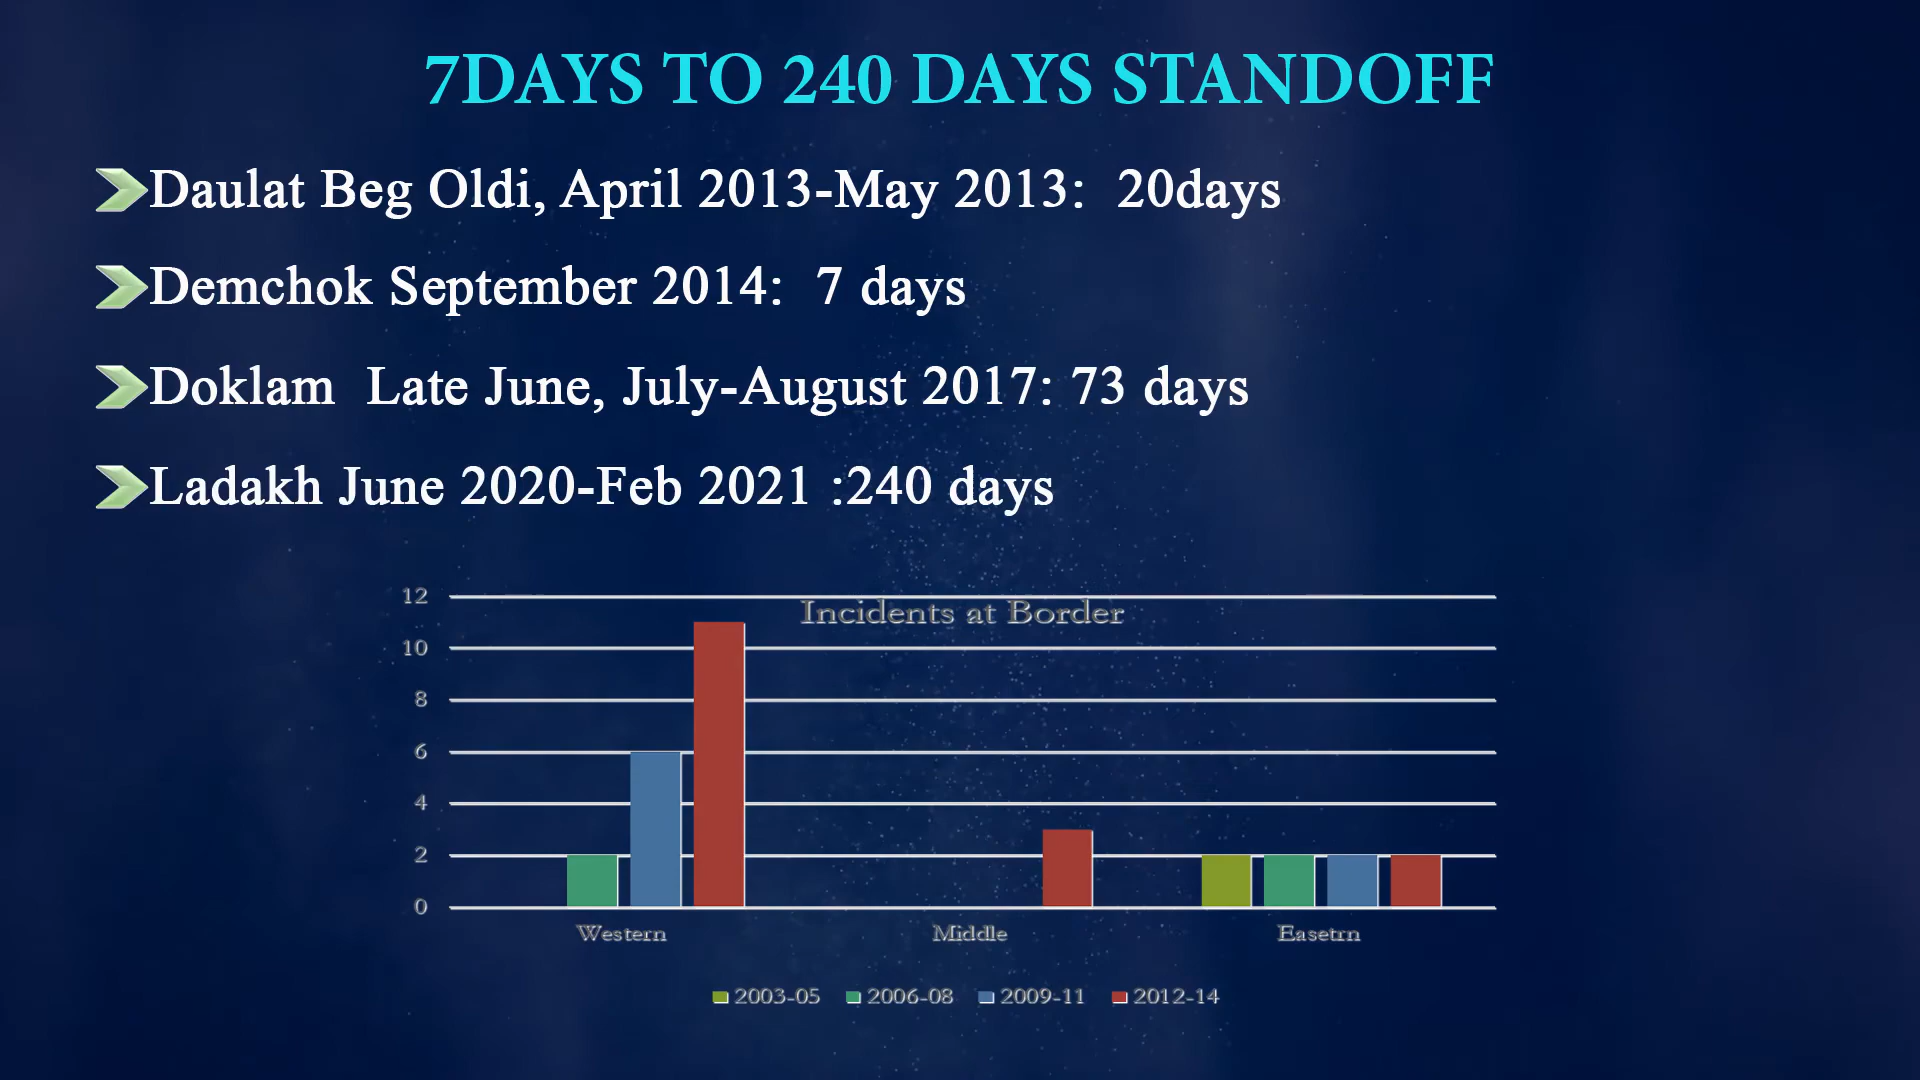 7DAYS TO 240 DAYS STANDOFF
Daulat Beg Oldi, April 2013-May 2013: 20days
Demchok September 2014: 7 days
Doklam Late June, July-August 2017: 73 days
Ladakh June 2020-Feb 2021 :240 days
Incidents at Border
12
10
8
6
4
2
0
Western Middle Easetrn
2003-05 2006-08 2009-11 2012-14